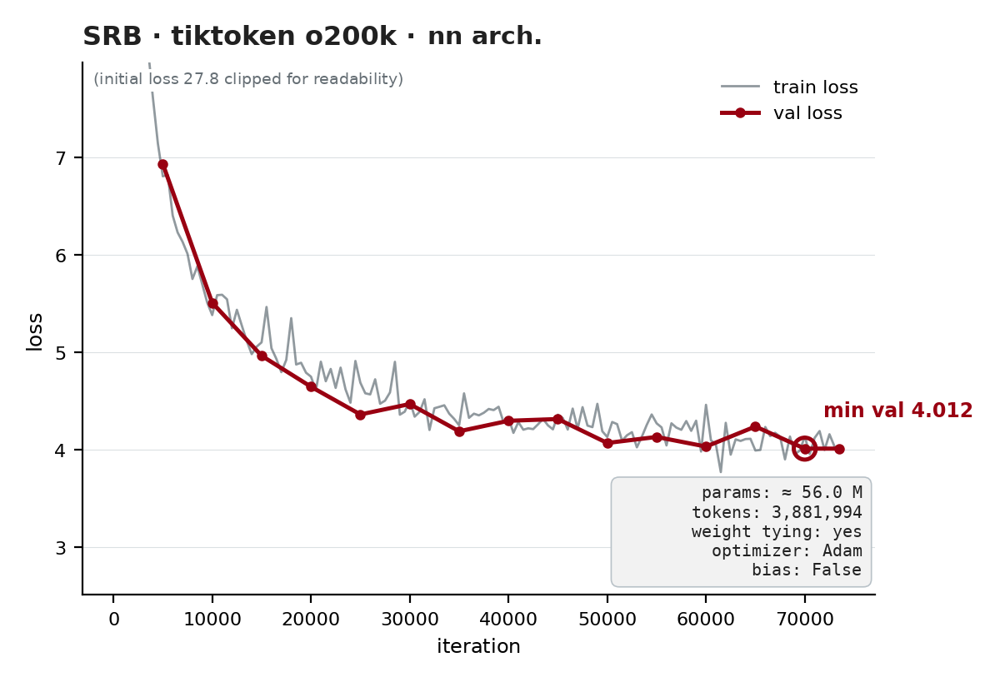 SRB · tiktoken o200k · nn arch.
(initial loss 27.8 clipped for readability)
train loss
val loss
7
6
5
4
3
loss
min val 4.012
params: ≈ 56.0 M
tokens: 3,881,994
weight tying: yes
optimizer: Adam
bias: False
0 10000 20000 30000 40000 50000 60000 70000
iteration